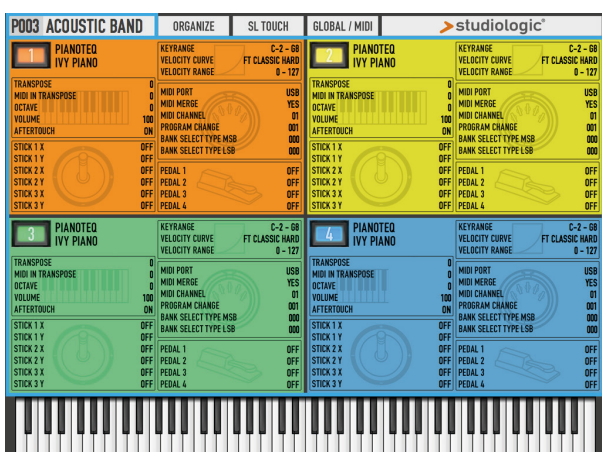 P003 ACOUSTIC BAND ORGANIZE SL TOUCH GLOBAL / MIDI studiologic®
1 PIANOTEQ
IVY PIANO
KEYRANGE C-2 - G8
VELOCITY CURVE FT CLASSIC HARD
VELOCITY RANGE 0 - 127
TRANSPOSE 0
MIDI IN TRANSPOSE 0
OCTAVE 0
VOLUME 100
AFTERTOUCH ON
MIDI PORT USB
MIDI MERGE YES
MIDI CHANNEL 01
PROGRAM CHANGE 001
BANK SELECT TYPE MSB 000
BANK SELECT TYPE LSB 000
STICK 1 X OFF
STICK 1 Y OFF
STICK 2 X OFF
STICK 2 Y OFF
STICK 3 X OFF
STICK 3 Y OFF
PEDAL 1 OFF
PEDAL 2 OFF
PEDAL 3 OFF
PEDAL 4 OFF
2 PIANOTEQ
IVY PIANO
KEYRANGE C-2 - G8
VELOCITY CURVE FT CLASSIC HARD
VELOCITY RANGE 0 - 127
TRANSPOSE 0
MIDI IN TRANSPOSE 0
OCTAVE 0
VOLUME 100
AFTERTOUCH ON
MIDI PORT USB
MIDI MERGE YES
MIDI CHANNEL 01
PROGRAM CHANGE 001
BANK SELECT TYPE MSB 000
BANK SELECT TYPE LSB 000
STICK 1 X OFF
STICK 1 Y OFF
STICK 2 X OFF
STICK 2 Y OFF
STICK 3 X OFF
STICK 3 Y OFF
PEDAL 1 OFF
PEDAL 2 OFF
PEDAL 3 OFF
PEDAL 4 OFF
3 PIANOTEQ
IVY PIANO
KEYRANGE C-2 - G8
VELOCITY CURVE FT CLASSIC HARD
VELOCITY RANGE 0 - 127
TRANSPOSE 0
MIDI IN TRANSPOSE 0
OCTAVE 0
VOLUME 100
AFTERTOUCH ON
MIDI PORT USB
MIDI MERGE YES
MIDI CHANNEL 01
PROGRAM CHANGE 001
BANK SELECT TYPE MSB 000
BANK SELECT TYPE LSB 000
STICK 1 X OFF
STICK 1 Y OFF
STICK 2 X OFF
STICK 2 Y OFF
STICK 3 X OFF
STICK 3 Y OFF
PEDAL 1 OFF
PEDAL 2 OFF
PEDAL 3 OFF
PEDAL 4 OFF
4 PIANOTEQ
IVY PIANO
KEYRANGE C-2 - G8
VELOCITY CURVE FT CLASSIC HARD
VELOCITY RANGE 0 - 127
TRANSPOSE 0
MIDI IN TRANSPOSE 0
OCTAVE 0
VOLUME 100
AFTERTOUCH ON
MIDI PORT USB
MIDI MERGE YES
MIDI CHANNEL 01
PROGRAM CHANGE 001
BANK SELECT TYPE MSB 000
BANK SELECT TYPE LSB 000
STICK 1 X OFF
STICK 1 Y OFF
STICK 2 X OFF
STICK 2 Y OFF
STICK 3 X OFF
STICK 3 Y OFF
PEDAL 1 OFF
PEDAL 2 OFF
PEDAL 3 OFF
PEDAL 4 OFF